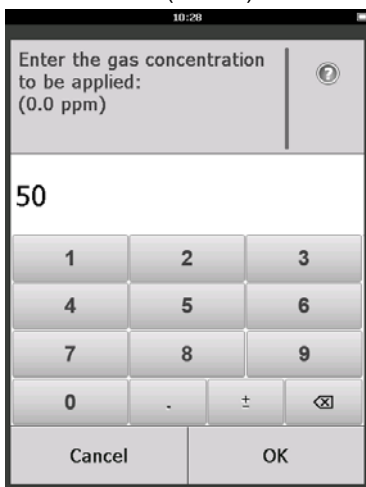 10:28
Enter the gas concentration
to be applied:
(0.0 ppm)
?
50
1 2 3
4 5 6
7 8 9
0 . ±
Cancel OK